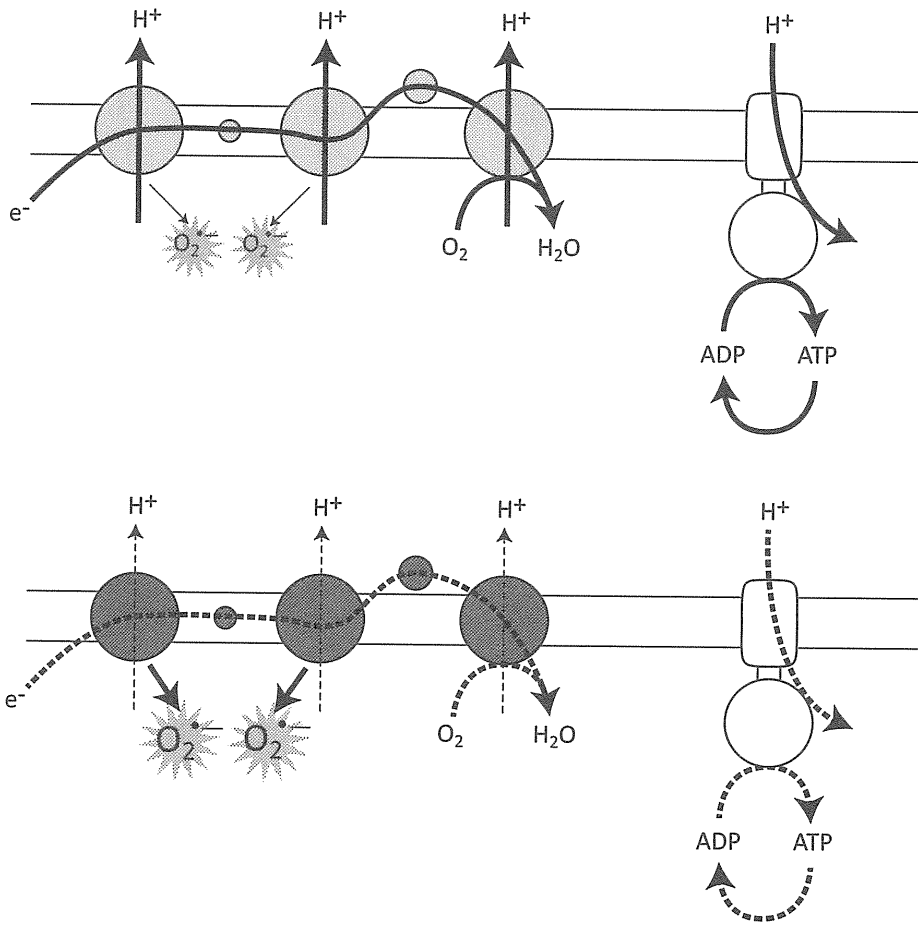 H⁺ H⁺ H⁺ H⁺
e⁻
O₂•⁻ O₂•⁻
O₂ H₂O
ADP ATP
H⁺ H⁺ H⁺ H⁺
e⁻
O₂•⁻ O₂•⁻
O₂ H₂O
ADP ATP